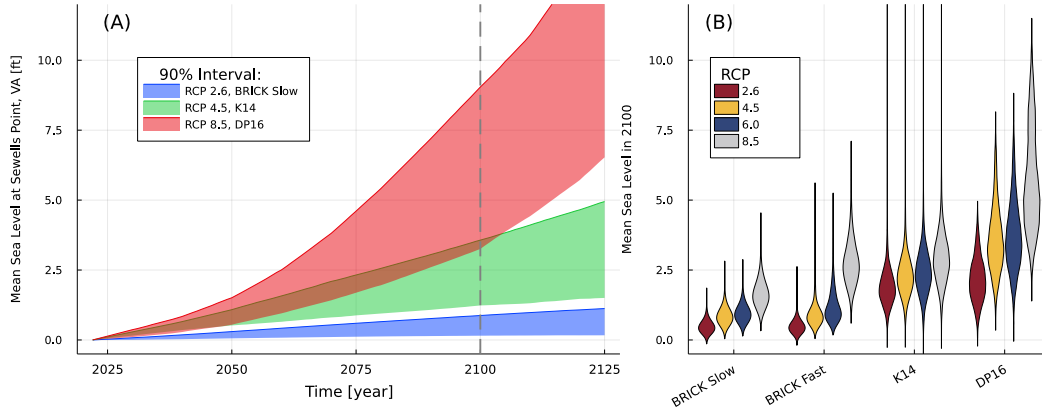 (A)
Mean Sea Level at Sewells Point, VA [ft]
10.0
7.5
5.0
2.5
0.0
90% Interval:
RCP 2.6, BRICK Slow
RCP 4.5, K14
RCP 8.5, DP16
2025
2050
2075
2100
2125
Time [year]
(B)
Mean Sea Level in 2100
10.0
7.5
5.0
2.5
0.0
RCP
2.6
4.5
6.0
8.5
BRICK Slow
BRICK Fast
K14
DP16